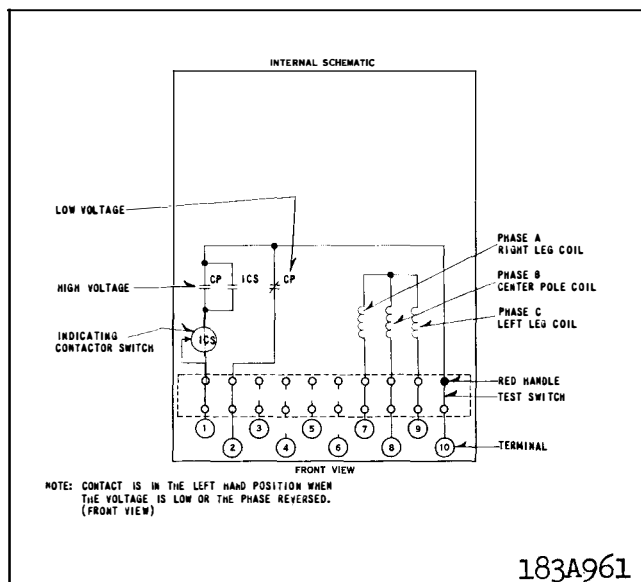 INTERNAL SCHEMATIC
LOW VOLTAGE
HIGH VOLTAGE
INDICATING
CONTACTOR SWITCH
CP
ICS
CP
ICS
PHASE A
RIGHT LEG COIL
PHASE B
CENTER POLE COIL
PHASE C
LEFT LEG COIL
RED HANDLE
TEST SWITCH
TERMINAL
1
2
3
4
5
6
7
8
9
10
FRONT VIEW
NOTE: CONTACT IS IN THE LEFT HAND POSITION WHEN
THE VOLTAGE IS LOW OR THE PHASE REVERSED.
(FRONT VIEW)
183A961